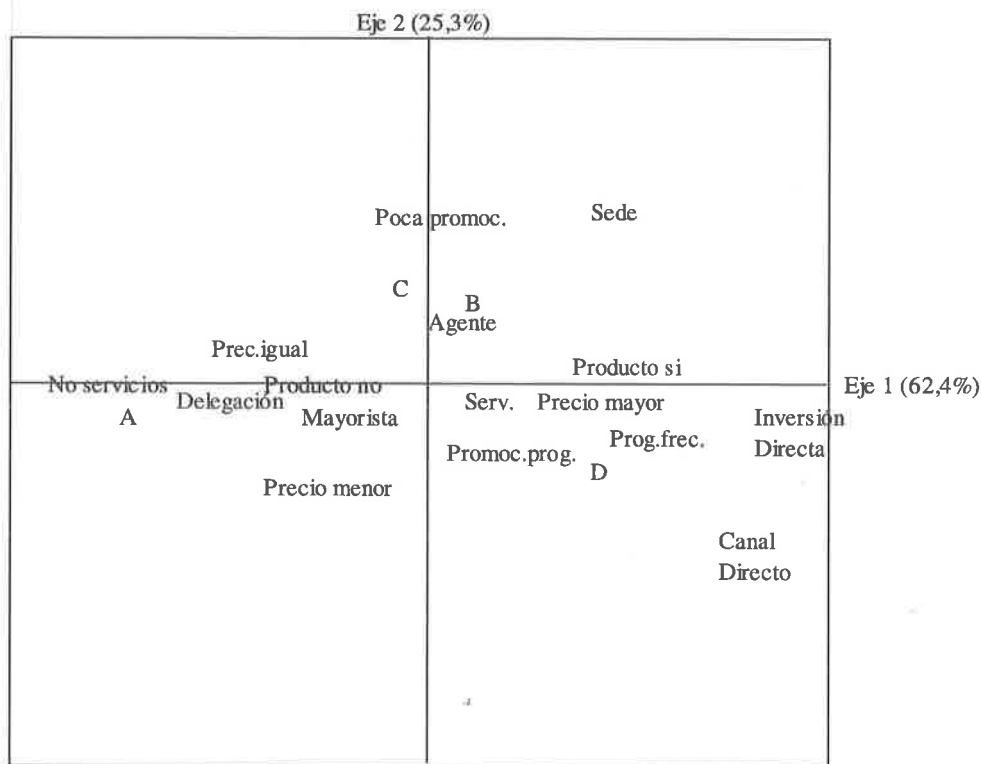 Eje 2 (25,3%)
Poca promoc.
Sede
C
B
Agente
Prec.igual
Producto si
No servicios
Producto no
Eje 1 (62,4%)
Delegación
Serv.
Precio mayor
A
Mayorista
Inversión
Directa
Prog.frec.
Promoc.prog.
D
Precio menor
Canal
Directo